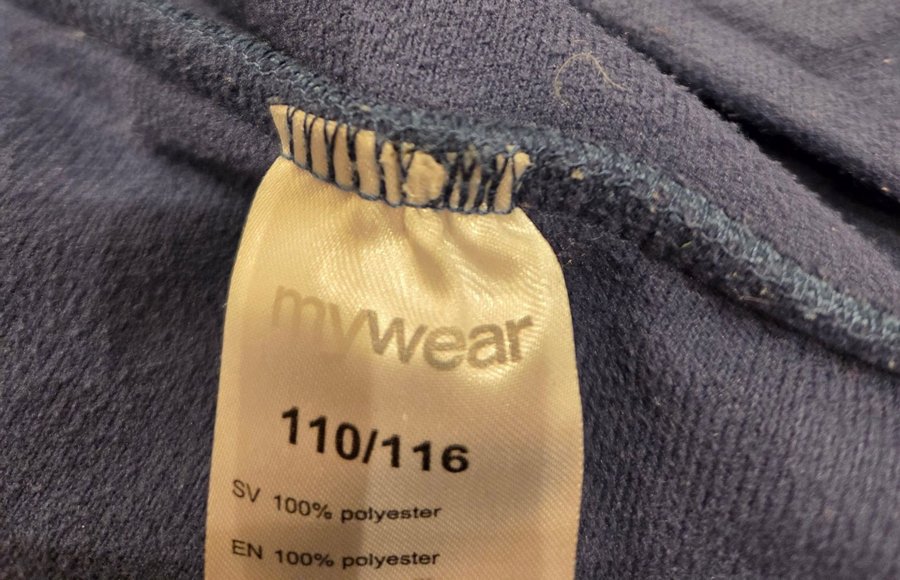 mywear
110/116
SV 100% polyester
EN 100% polyester